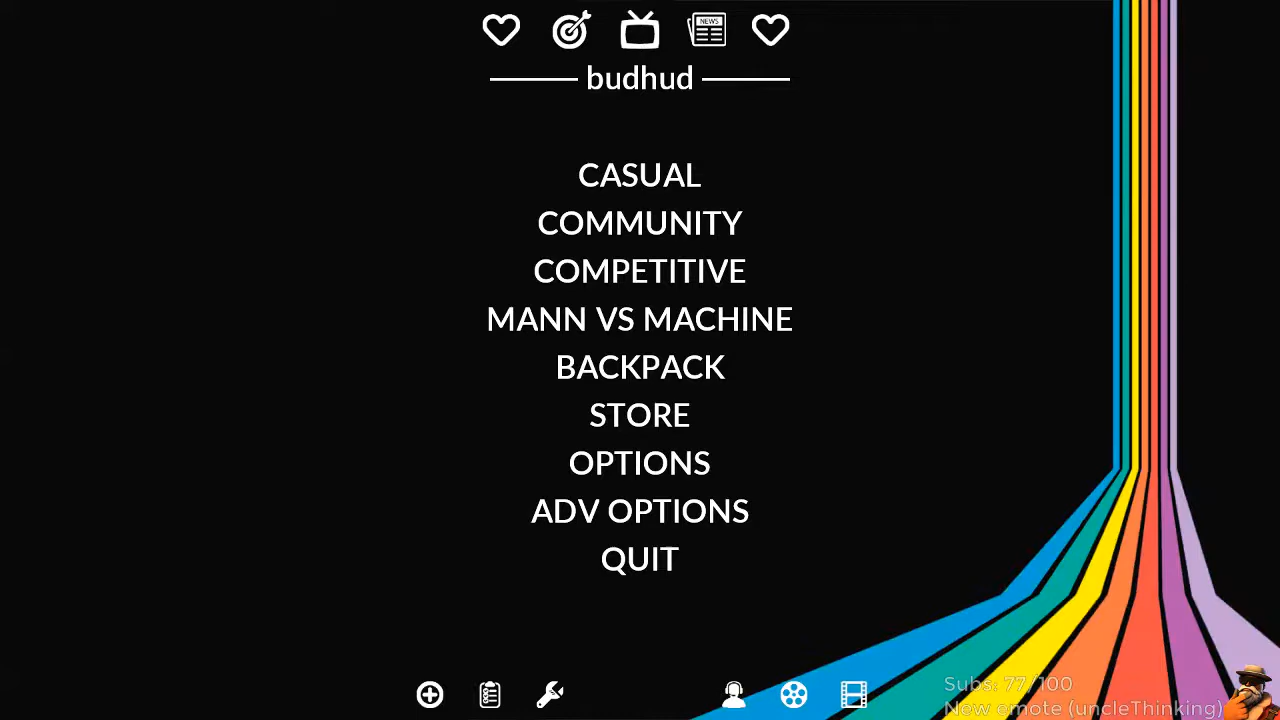 NEWS
budhud
CASUAL
COMMUNITY
COMPETITIVE
MANN VS MACHINE
BACKPACK
STORE
OPTIONS
ADV OPTIONS
QUIT
Subs: 77/100
New emote (uncleThinking)